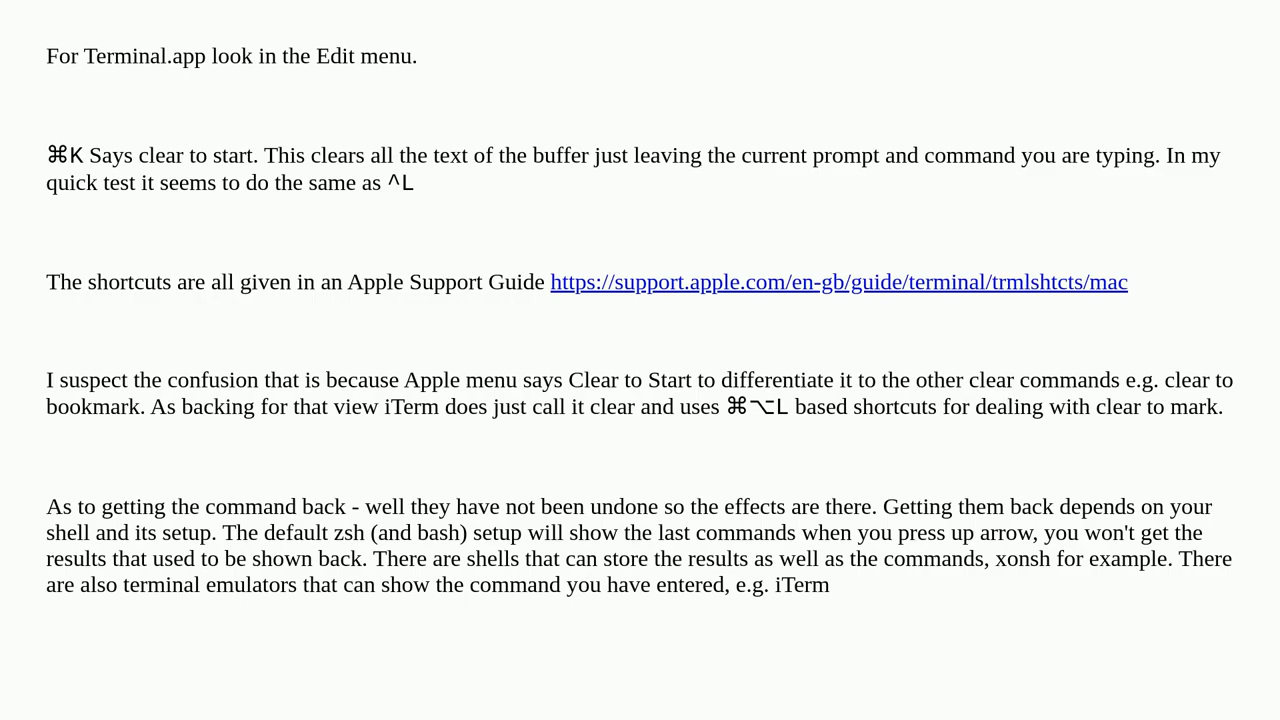 For Terminal.app look in the Edit menu.
⌘K Says clear to start. This clears all the text of the buffer just leaving the current prompt and command you are typing. In my
quick test it seems to do the same as ^L
The shortcuts are all given in an Apple Support Guide https://support.apple.com/en-gb/guide/terminal/trmlshtcts/mac
I suspect the confusion that is because Apple menu says Clear to Start to differentiate it to the other clear commands e.g. clear to
bookmark. As backing for that view iTerm does just call it clear and uses ⌘⌥L based shortcuts for dealing with clear to mark.
As to getting the command back - well they have not been undone so the effects are there. Getting them back depends on your
shell and its setup. The default zsh (and bash) setup will show the last commands when you press up arrow, you won't get the
results that used to be shown back. There are shells that can store the results as well as the commands, xonsh for example. There
are also terminal emulators that can show the command you have entered, e.g. iTerm